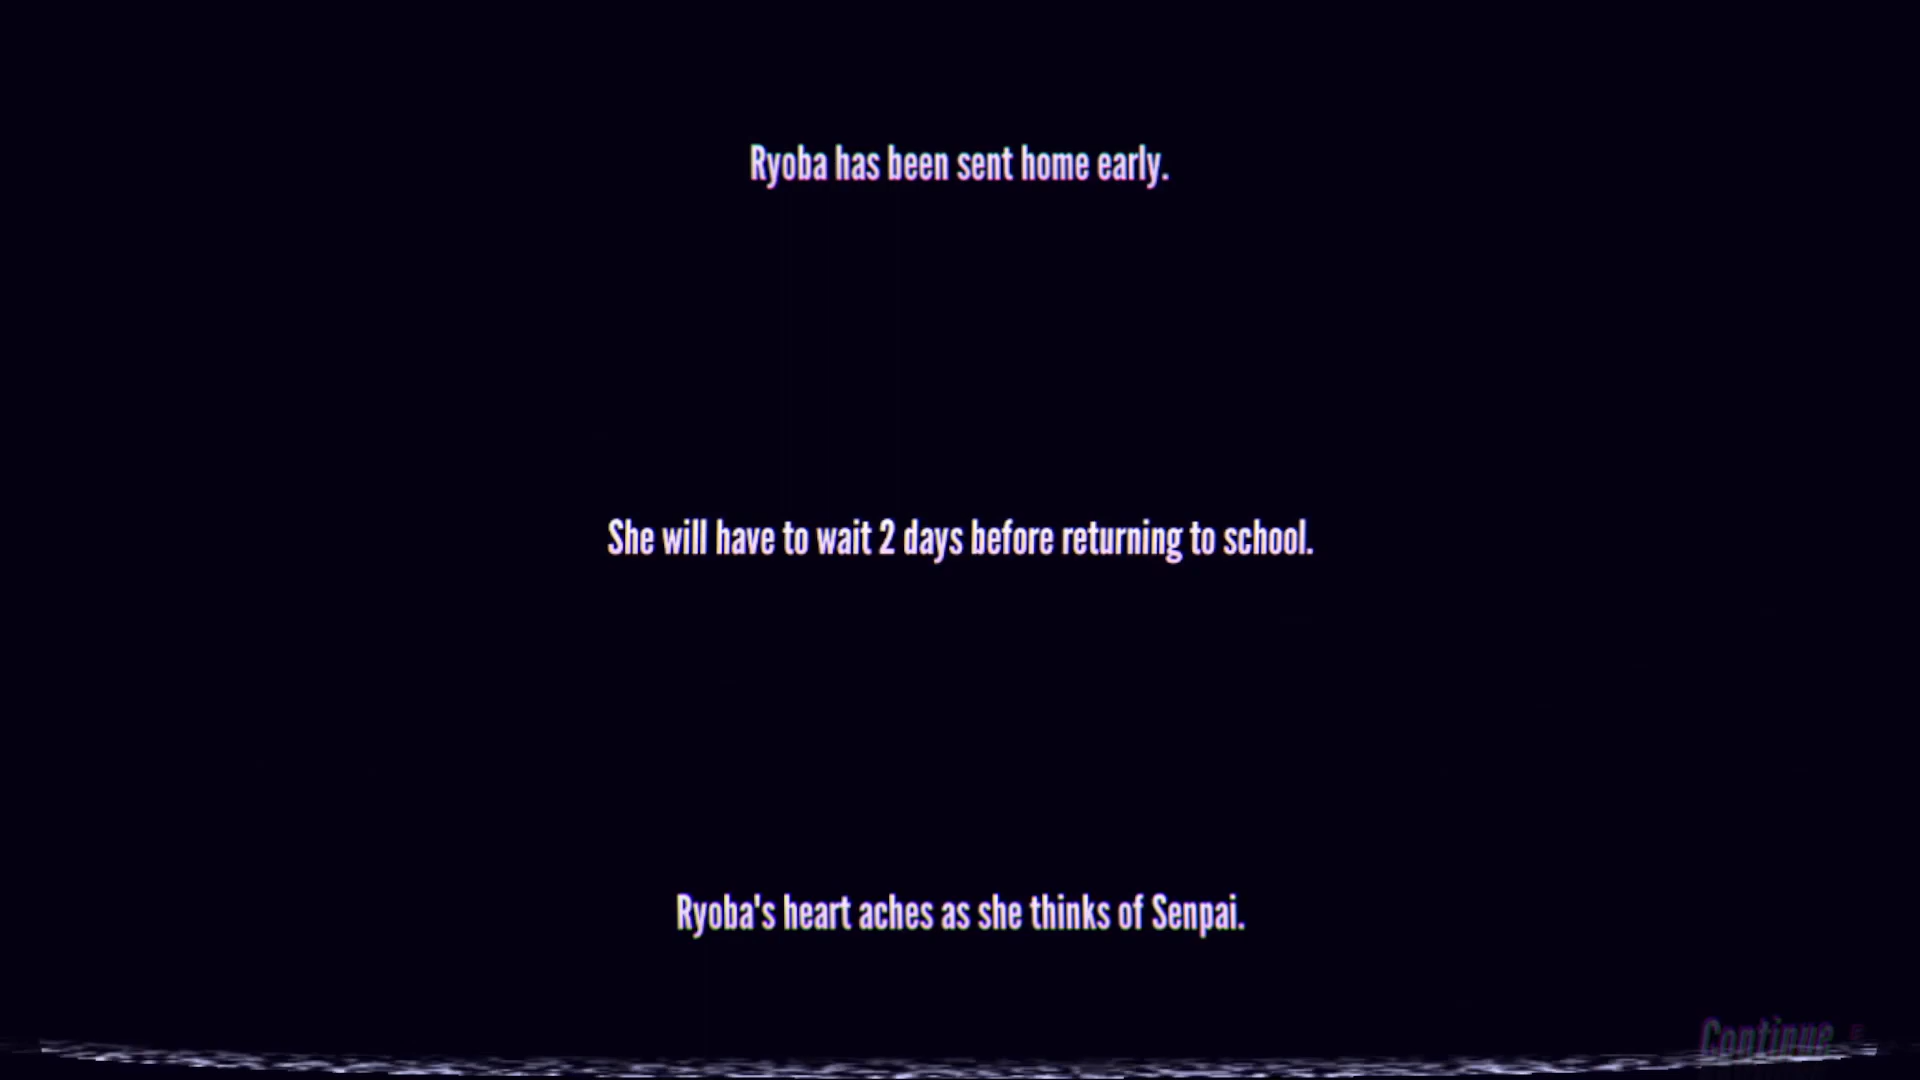 Ryoba has been sent home early.
She will have to wait 2 days before returning to school.
Ryoba's heart aches as she thinks of Senpai.
Continue